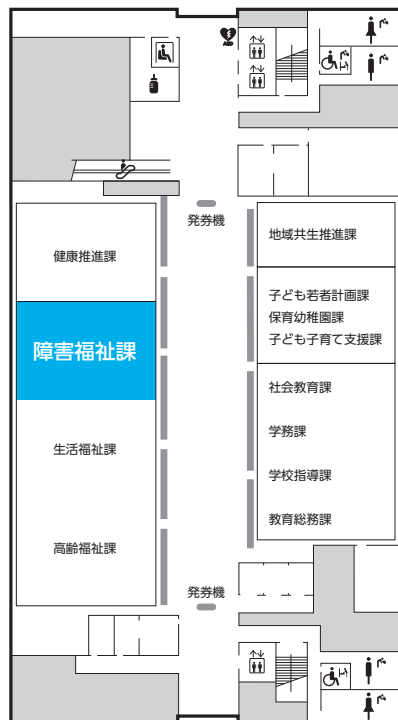 AED
発券機
健康推進課
障害福祉課
生活福祉課
高齢福祉課
地域共生推進課
子ども若者計画課
保育幼稚園課
子ども子育て支援課
社会教育課
学務課
学校指導課
教育総務課
発券機